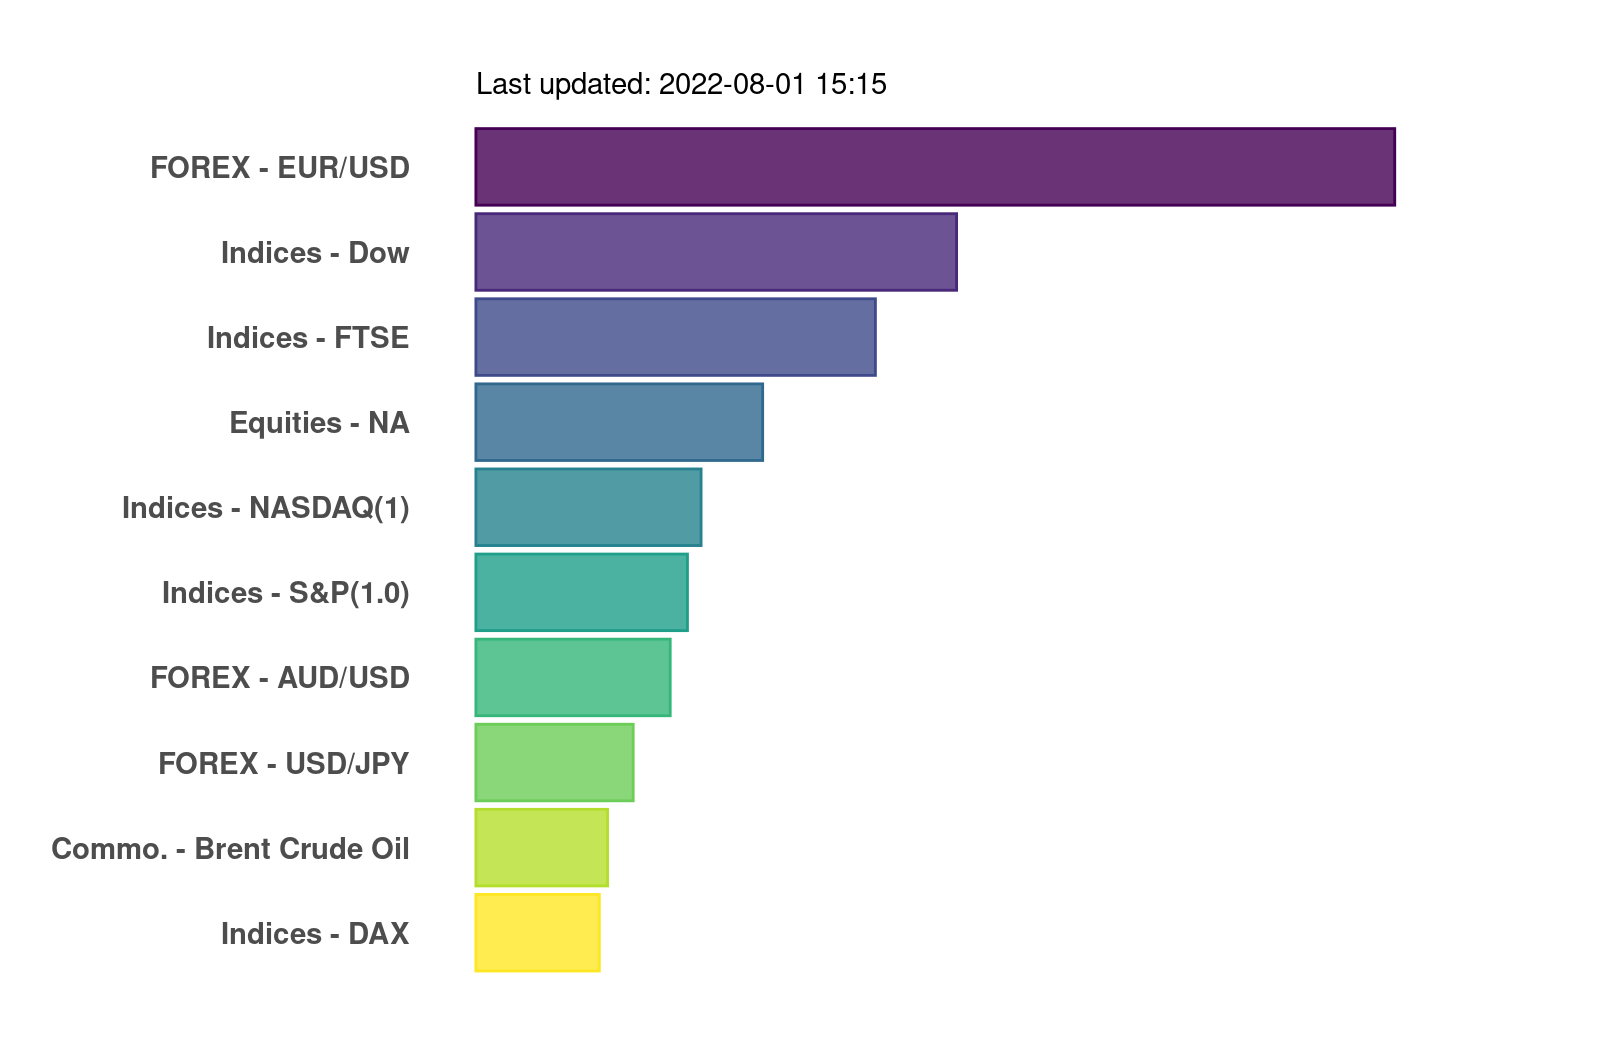 Last updated: 2022-08-01 15:15
FOREX - EUR/USD
Indices - Dow
Indices - FTSE
Equities - NA
Indices - NASDAQ(1)
Indices - S&P(1.0)
FOREX - AUD/USD
FOREX - USD/JPY
Commo. - Brent Crude Oil
Indices - DAX